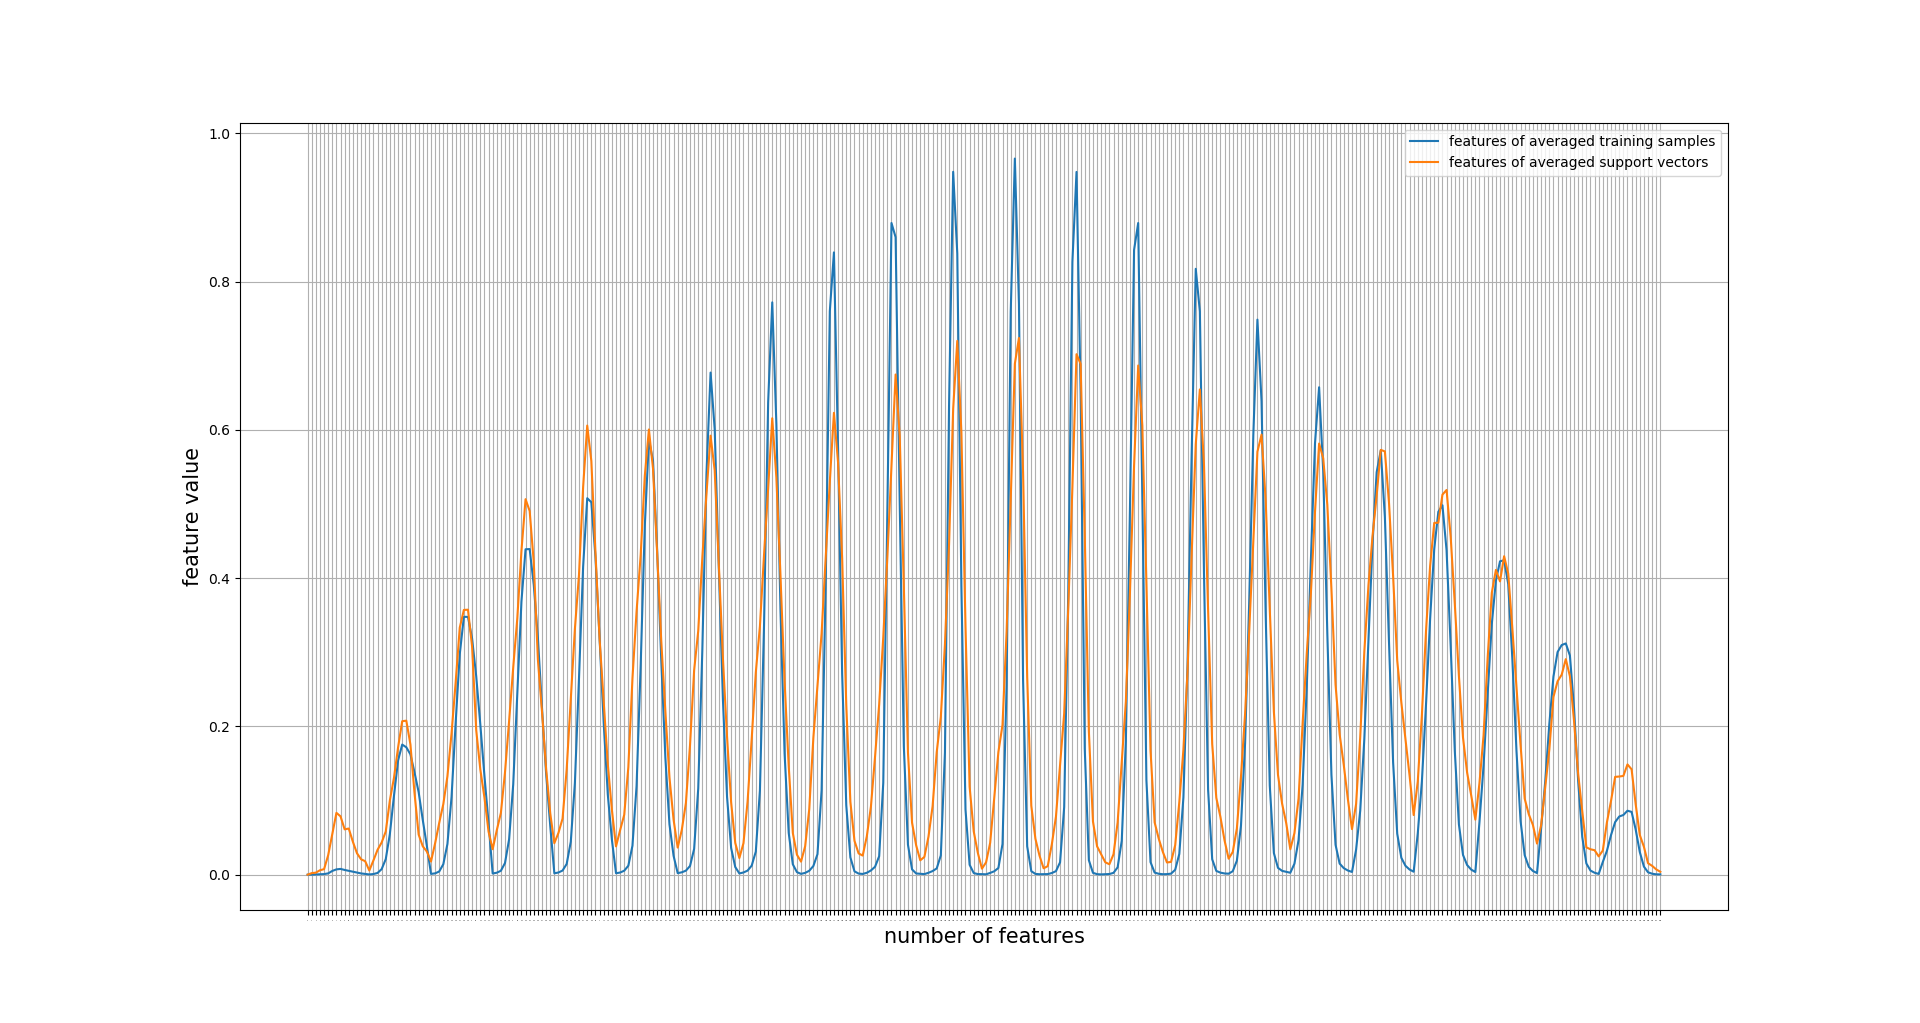 features of averaged training samples
features of averaged support vectors
1.0
0.8
0.6
0.4
0.2
0.0
feature value
number of features